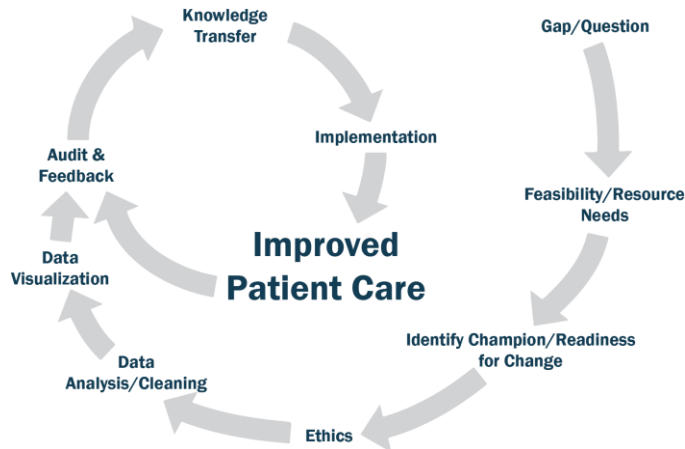 Knowledge
Transfer
Gap/Question
Implementation
Audit &
Feedback
Feasibility/Resource
Needs
Improved
Patient Care
Data
Visualization
Identify Champion/Readiness
for Change
Data
Analysis/Cleaning
Ethics